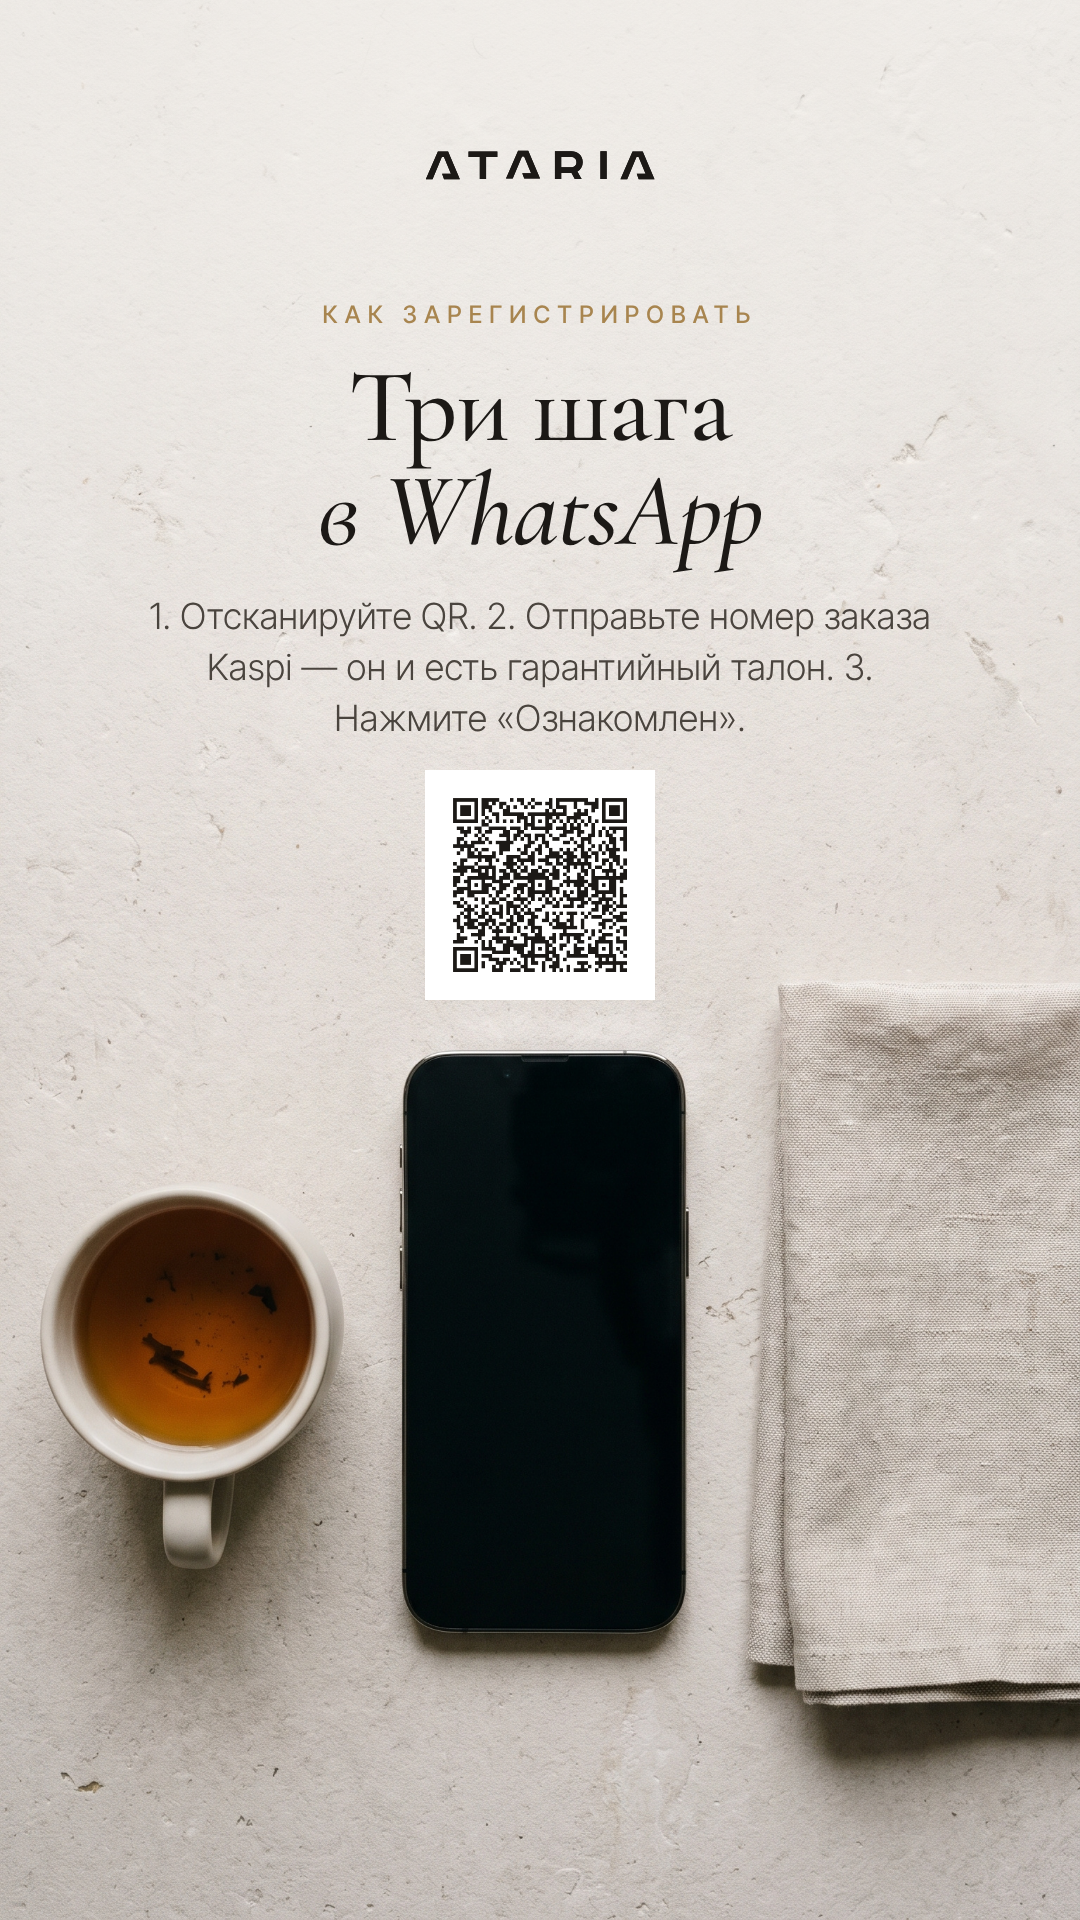 ATARIA
КАК ЗАРЕГИСТРИРОВАТЬ
Три шага
в WhatsApp
1. Отсканируйте QR. 2. Отправьте номер заказа
Kaspi — он и есть гарантийный талон. 3.
Нажмите «Ознакомлен».